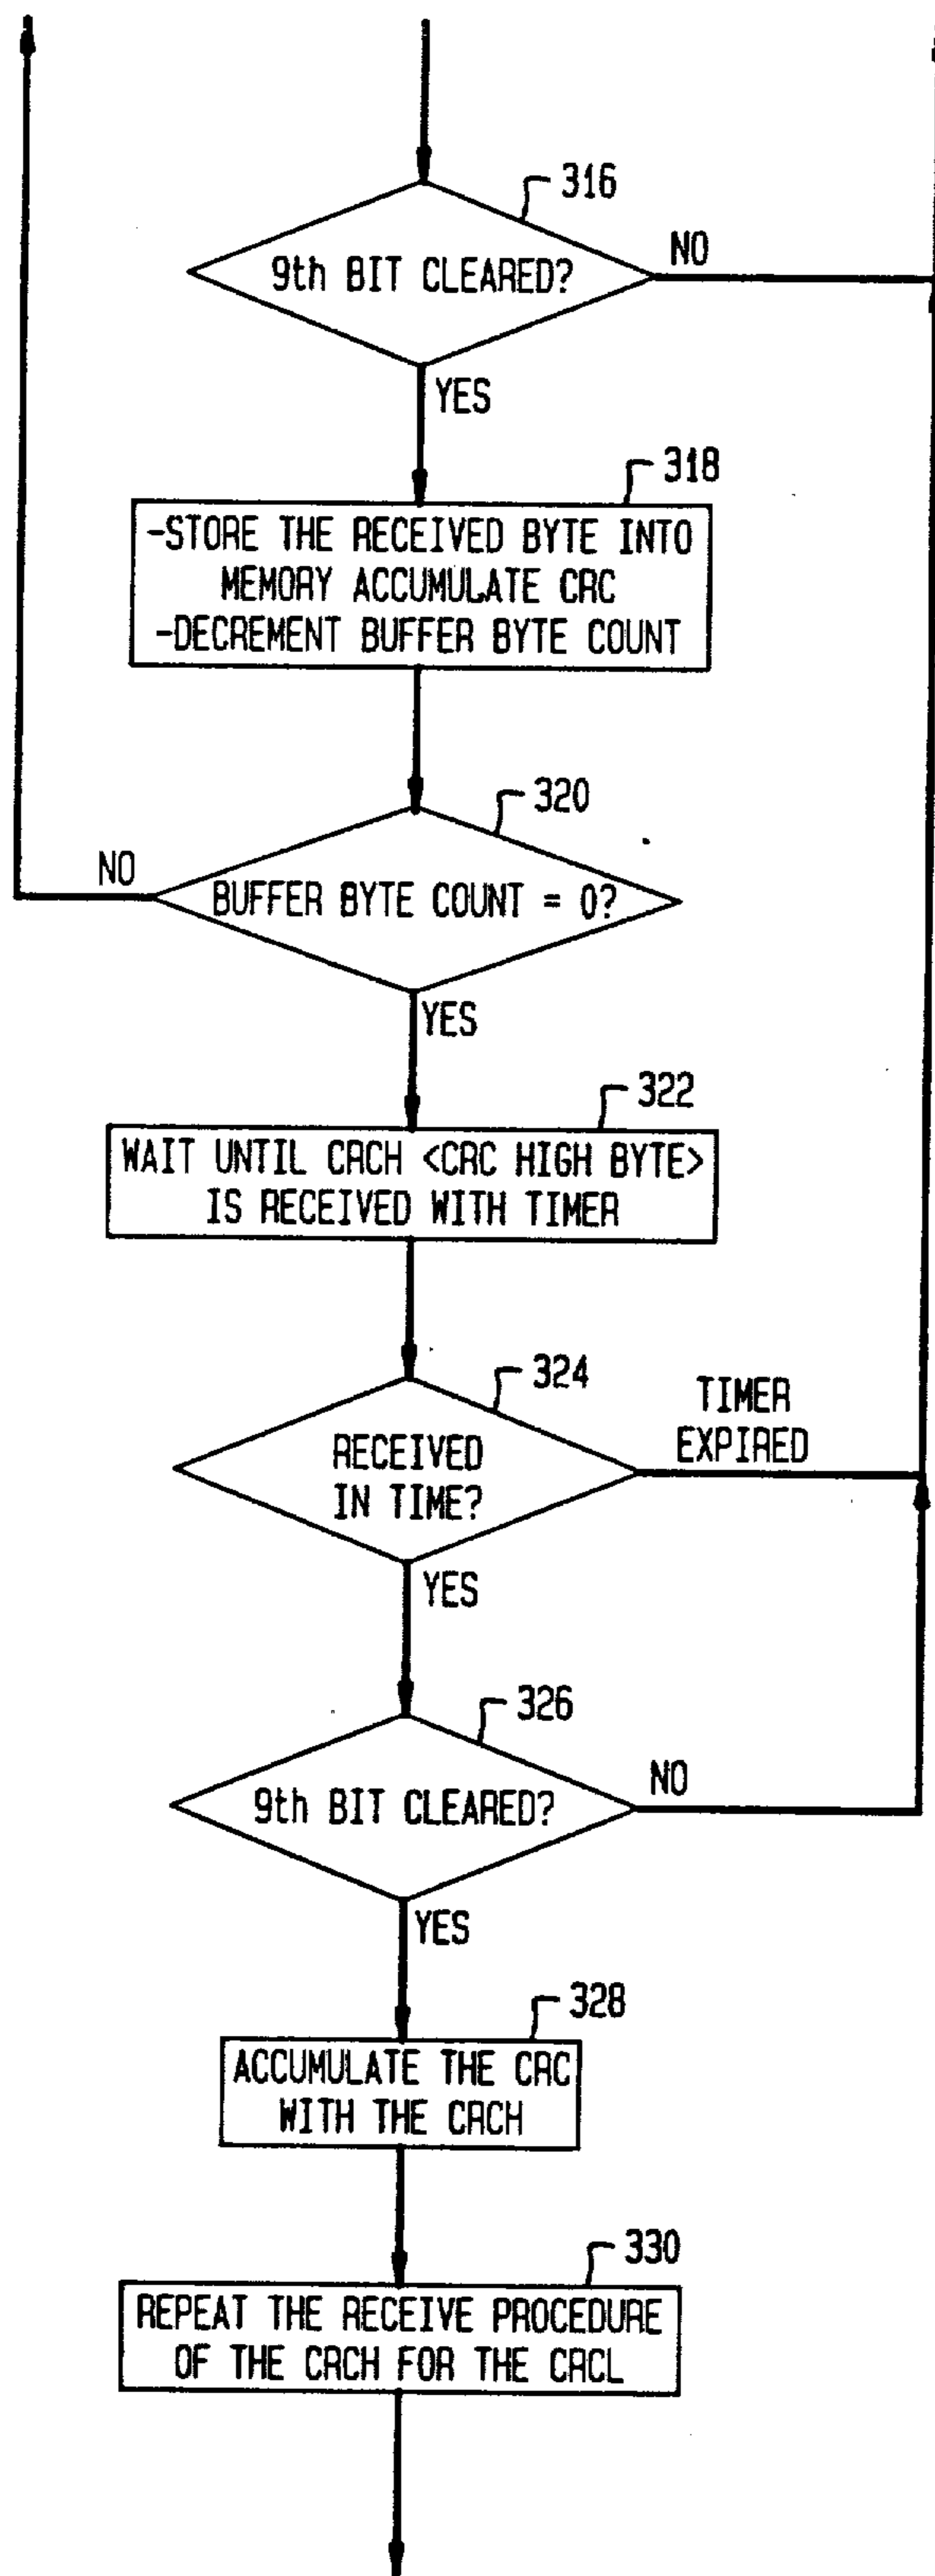 316
9th BIT CLEARED?
NO
YES
318
-STORE THE RECEIVED BYTE INTO
MEMORY ACCUMULATE CRC
-DECREMENT BUFFER BYTE COUNT
320
NO
BUFFER BYTE COUNT = 0?
YES
322
WAIT UNTIL CRCH <CRC HIGH BYTE>
IS RECEIVED WITH TIMER
324
TIMER
EXPIRED
RECEIVED
IN TIME?
YES
326
NO
9th BIT CLEARED?
YES
328
ACCUMULATE THE CRC
WITH THE CRCH
330
REPEAT THE RECEIVE PROCEDURE
OF THE CRCH FOR THE CRCL